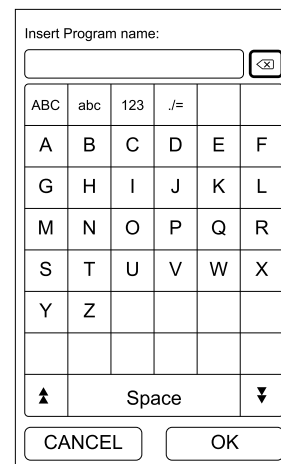 Insert Program name:
ABC abc 123 ./=
A B C D E F
G H I J K L
M N O P Q R
S T U V W X
Y Z
Space
CANCEL OK